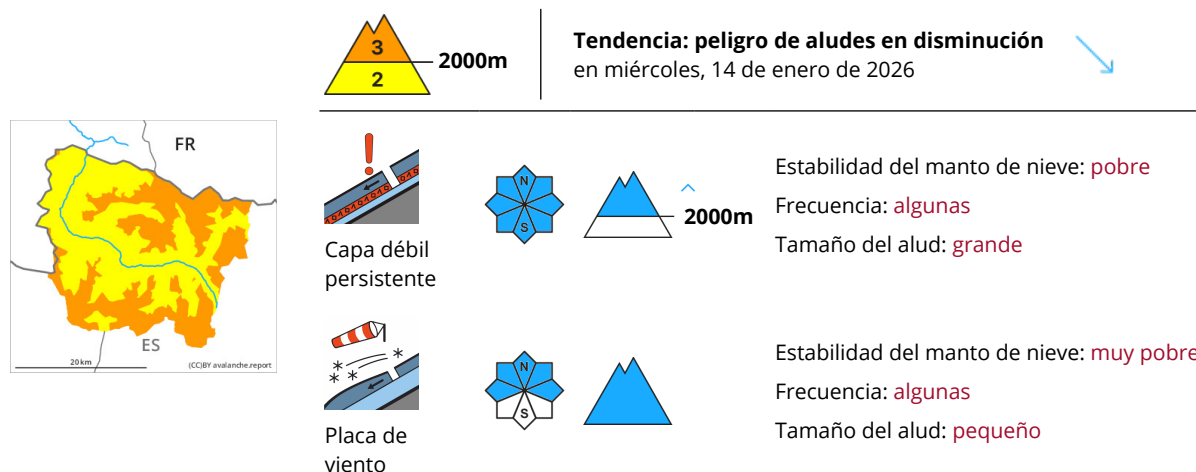 3
2
2000m
Tendencia: peligro de aludes en disminución
en miércoles, 14 de enero de 2026
FR
ES
20 km
(CC)BY avalanche.report
N
S
2000m
Capa débil
persistente
Estabilidad del manto de nieve: pobre
Frecuencia: algunas
Tamaño del alud: grande
N
S
Placa de
viento
Estabilidad del manto de nieve: muy pobre
Frecuencia: algunas
Tamaño del alud: pequeño